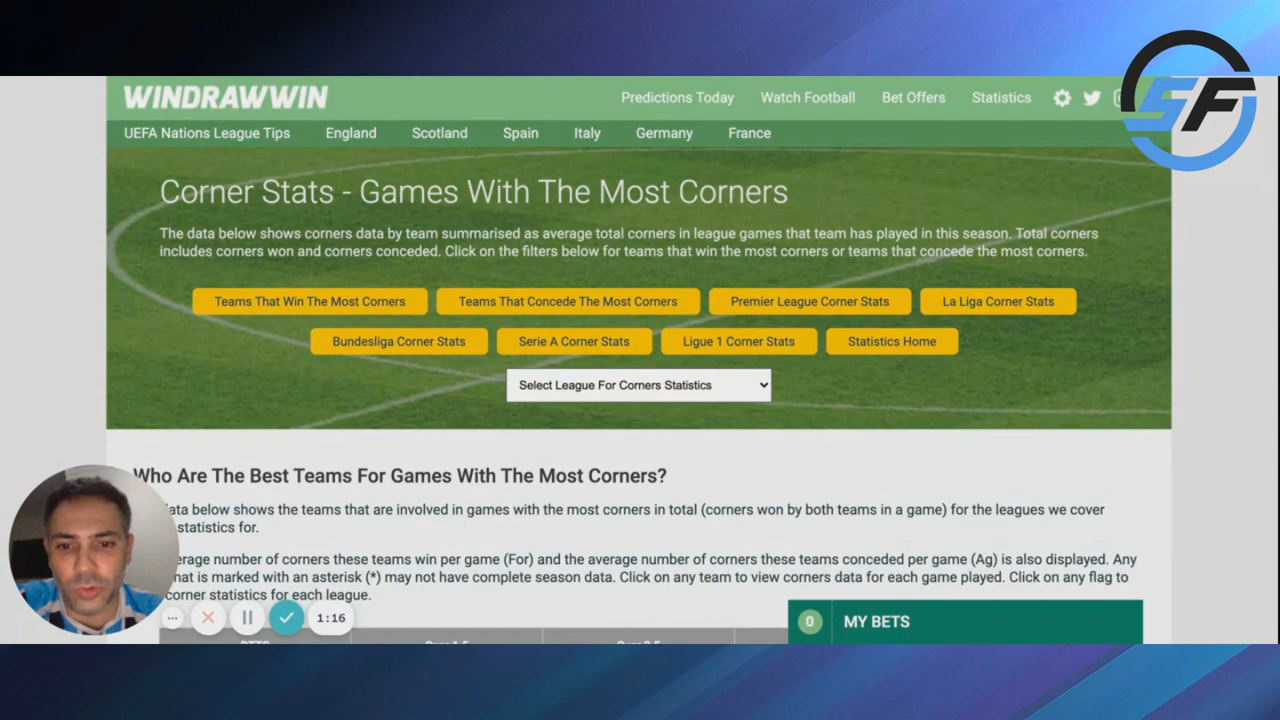 WINDRAWWIN
Predictions Today Watch Football Bet Offers Statistics
SF
UEFA Nations League Tips England Scotland Spain Italy Germany France
Corner Stats - Games With The Most Corners
The data below shows corners data by team summarised as average total corners in league games that team has played in this season. Total corners
includes corners won and corners conceded. Click on the filters below for teams that win the most corners or teams that concede the most corners.
Teams That Win The Most Corners Teams That Concede The Most Corners Premier League Corner Stats La Liga Corner Stats
Bundesliga Corner Stats Serie A Corner Stats Ligue 1 Corner Stats Statistics Home
Select League For Corners Statistics
Who Are The Best Teams For Games With The Most Corners?
ata below shows the teams that are involved in games with the most corners in total (corners won by both teams in a game) for the leagues we cover
statistics for.
erage number of corners these teams win per game (For) and the average number of corners these teams conceded per game (Ag) is also displayed. Any
hat is marked with an asterisk (*) may not have complete season data. Click on any team to view corners data for each game played. Click on any flag to
corner statistics for each league.
1:16
0 MY BETS